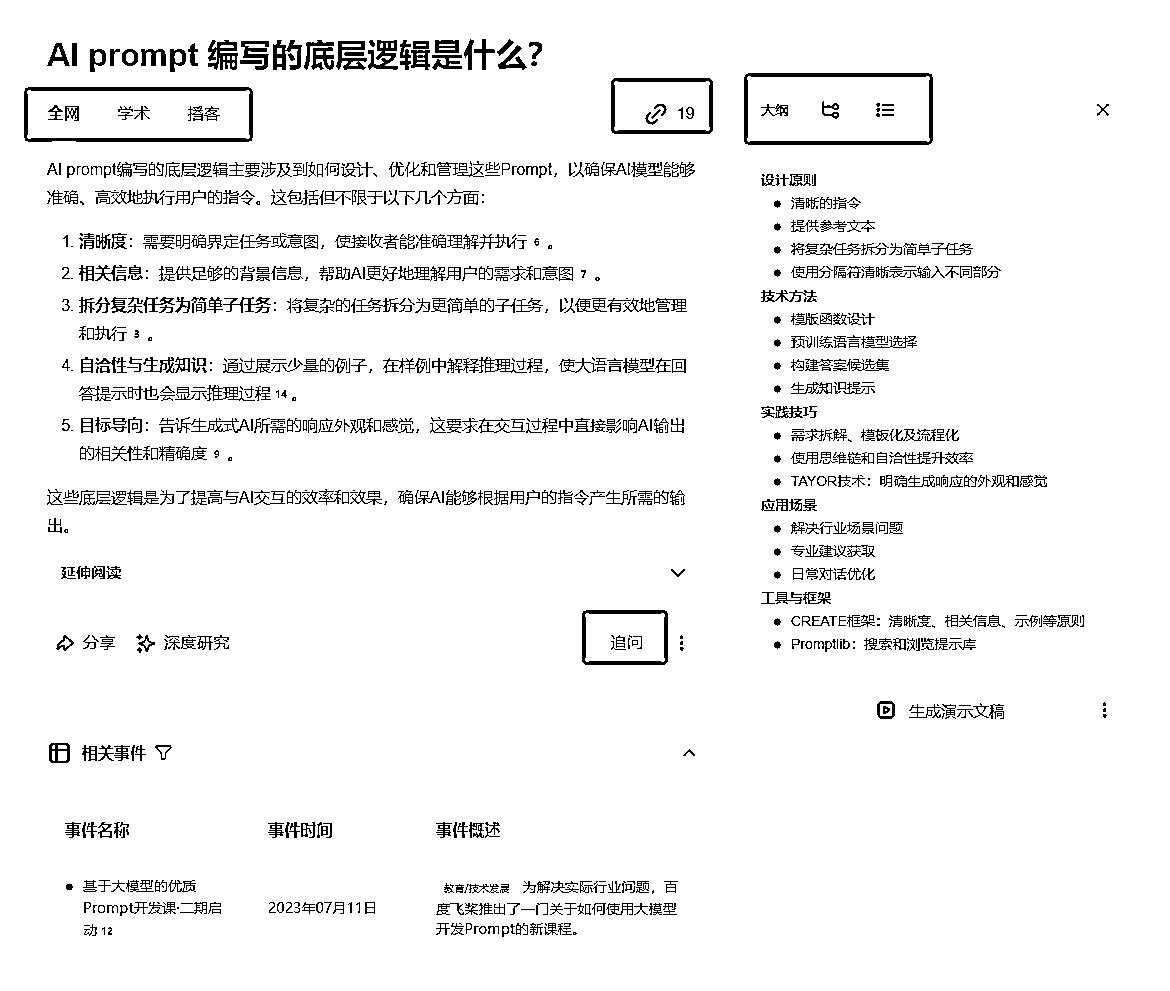 AI prompt 编写的底层逻辑是什么？
全网 学术 播客
19
AI prompt编写的底层逻辑主要涉及到如何设计、优化和管理这些Prompt，以确保AI模型能够
准确、高效地执行用户的指令。这包括但不限于以下几个方面：
1. 清晰度：需要明确界定任务或意图，使接收者能准确理解并执行 6 。
2. 相关信息：提供足够的背景信息，帮助AI更好地理解用户的需求和意图 7 。
3. 拆分复杂任务为简单子任务：将复杂的任务拆分为更简单的子任务，以便更有效地管理
和执行 3 。
4. 自洽性与生成知识：通过展示少量的例子，在样例中解释推理过程，使大语言模型在回
答提示时也会显示推理过程 14 。
5. 目标导向：告诉生成式AI所需的响应外观和感觉，这要求在交互过程中直接影响AI输出
的相关性和精确度 9 。
这些底层逻辑是为了提高与AI交互的效率和效果，确保AI能够根据用户的指令产生所需的输
出。
延伸阅读
分享 深度研究 追问
相关事件
事件名称 事件时间 事件概述
• 基于大模型的优质
Prompt开发课·二期启
动 12
2023年07月11日
教育/技术发展 为解决实际行业问题，百
度飞桨推出了一门关于如何使用大模型
开发Prompt的新课程。
大纲
设计原则
• 清晰的指令
• 提供参考文本
• 将复杂任务拆分为简单子任务
• 使用分隔符清晰表示输入不同部分
技术方法
• 模版函数设计
• 预训练语言模型选择
• 构建答案候选集
• 生成知识提示
实践技巧
• 需求拆解、模板化及流程化
• 使用思维链和自洽性提升效率
• TAYOR技术：明确生成响应的外观和感觉
应用场景
• 解决行业场景问题
• 专业建议获取
• 日常对话优化
工具与框架
• CREATE框架：清晰度、相关信息、示例等原则
• Promptlib：搜索和浏览提示库
生成演示文稿